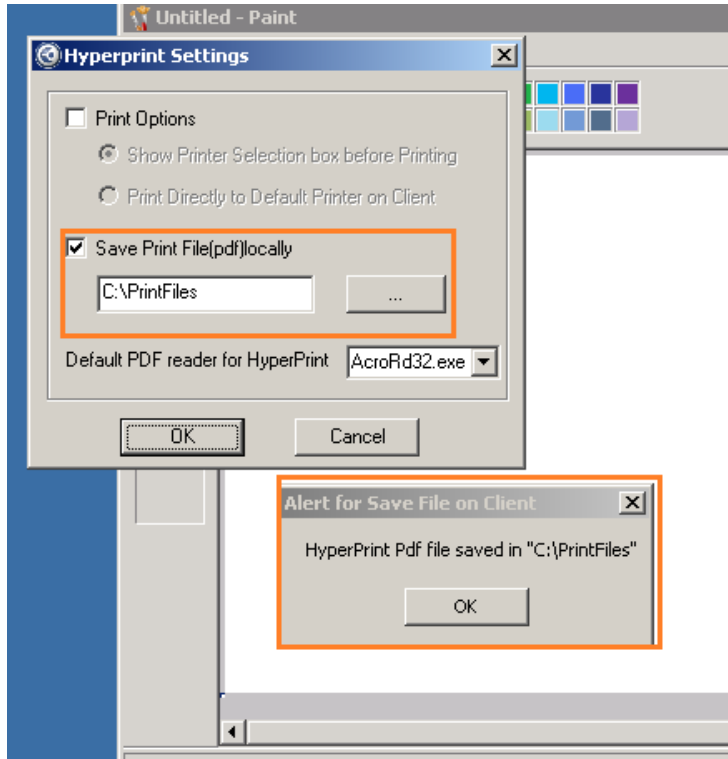 Untitled - Paint
Hyperprint Settings
Print Options
Show Printer Selection box before Printing
Print Directly to Default Printer on Client
Save Print File(pdf)locally
C:\PrintFiles
...
Default PDF reader for HyperPrint AcroRd32.exe
OK Cancel
Alert for Save File on Client
HyperPrint Pdf file saved in "C:\PrintFiles"
OK